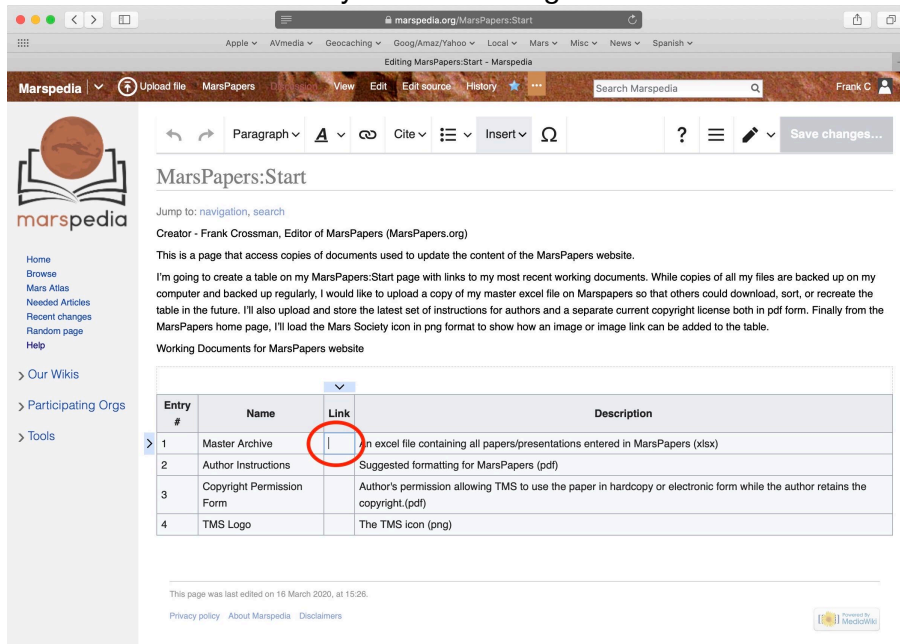 marspedia.org/MarsPapers:Start
Apple AVmedia Geocaching Goog/Amaz/Yahoo Local Mars Misc News Spanish
Editing MarsPapers:Start - Marspedia
Marspedia Upload file MarsPapers View Edit Edit source History Search Marspedia Frank C
Paragraph A Cite Insert Ω ? Save changes...
MarsPapers:Start
marspedia
Jump to: navigation, search
Creator - Frank Crossman, Editor of MarsPapers (MarsPapers.org)
This is a page that access copies of documents used to update the content of the MarsPapers website.
I'm going to create a table on my MarsPapers:Start page with links to my most recent working documents. While copies of all my files are backed up on my
computer and backed up regularly, I would like to upload a copy of my master excel file on Marspapers so that others could download, sort, or recreate the
table in the future. I'll also upload and store the latest set of instructions for authors and a separate current copyright license both in pdf form. Finally from the
MarsPapers home page, I'll load the Mars Society icon in png format to show how an image or image link can be added to the table.
Working Documents for MarsPapers website
Home
Browse
Mars Atlas
Needed Articles
Recent changes
Random page
Help
Our Wikis
Participating Orgs
Tools
Entry # Name Link Description
1 Master Archive An excel file containing all papers/presentations entered in MarsPapers (xlsx)
2 Author Instructions Suggested formatting for MarsPapers (pdf)
3 Copyright Permission Form Author's permission allowing TMS to use the paper in hardcopy or electronic form while the author retains the
copyright.(pdf)
4 TMS Logo The TMS icon (png)
This page was last edited on 16 March 2020, at 15:26.
Privacy policy About Marspedia Disclaimers
Powered By
MediaWiki